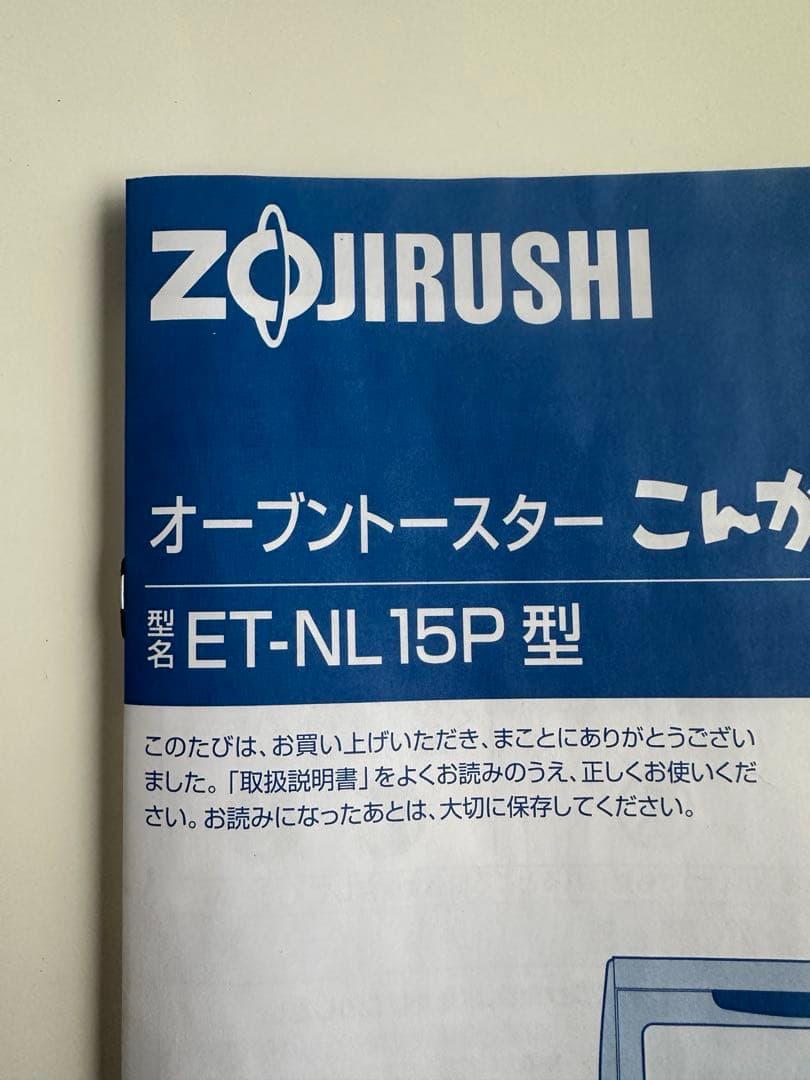 ZOJIRUSHI
オーブントースター こんが
型名 ET-NL15P 型
このたびは、お買い上げいただき、まことにありがとうござい
ました。「取扱説明書」をよくお読みのうえ、正しくお使いくだ
さい。お読みになったあとは、大切に保存してください。